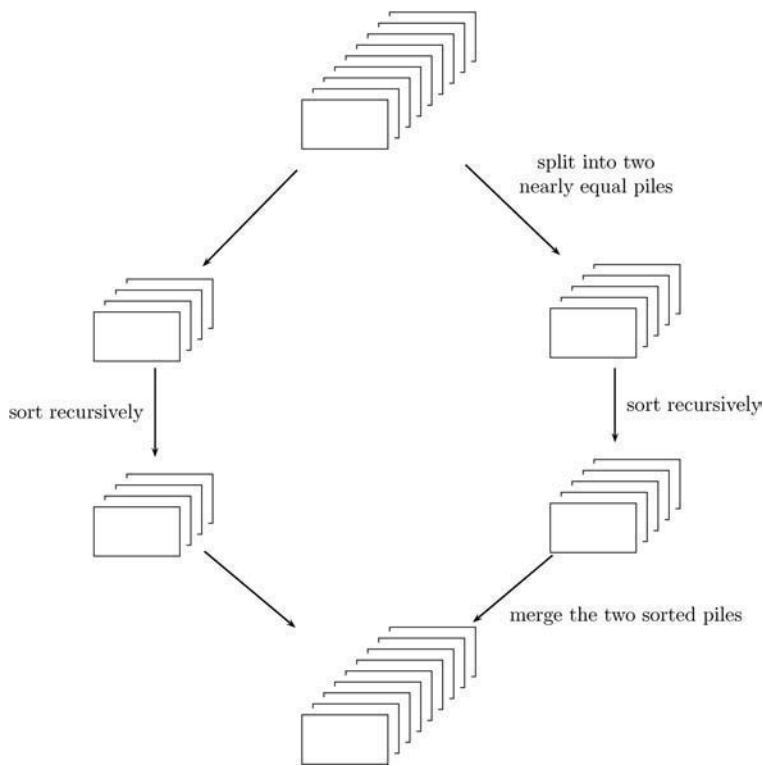 split into two
nearly equal piles
sort recursively
sort recursively
merge the two sorted piles